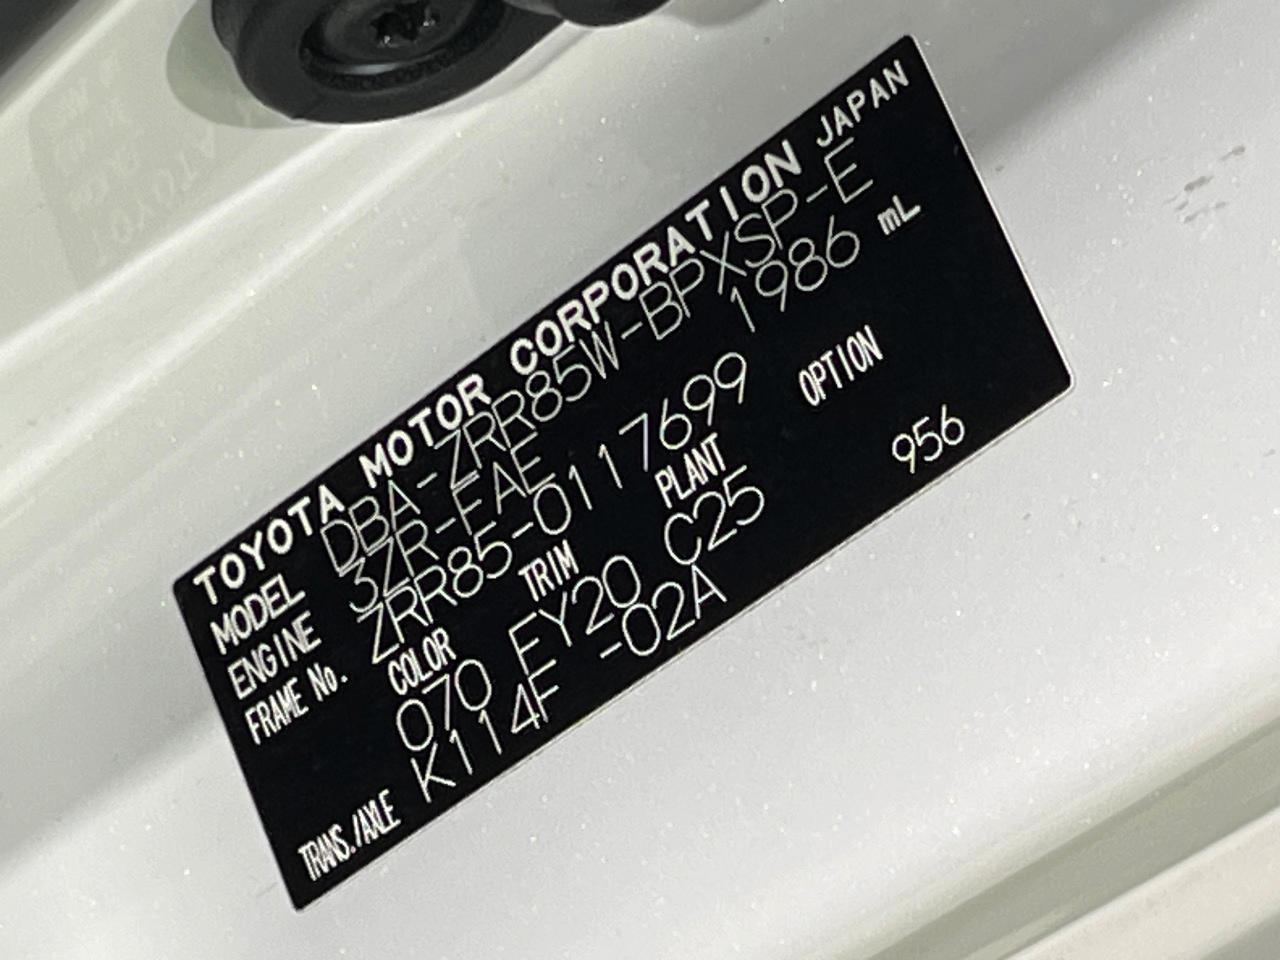 TOYOTA MOTOR CORPORATION JAPAN
MODEL DBA-ZRR85W-BPXSP-E
ENGINE 3ZR-FAE 1986 mL
FRAME No. ZRR85-0117699
COLOR TRIM PLANT OPTION
070 EY20 C25 956
TRANS./AXLE K114F -02A